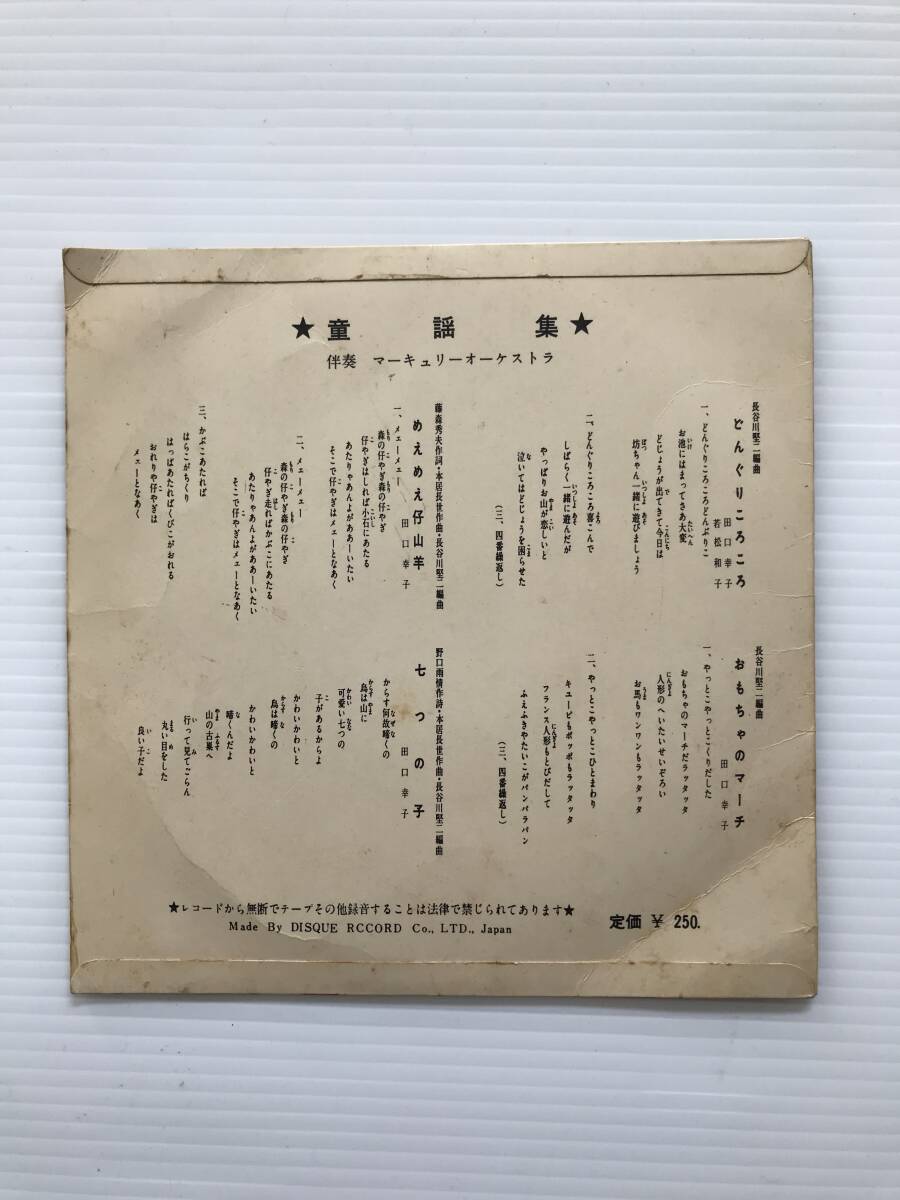 ★童謡集★
伴奏 マーキュリーオーケストラ
長谷川堅二編曲
どんぐりころころ
田口幸子
若松和子
一、どんぐりころころどんぶりこ
お池にはまってさあ大変
どじょうが出てきて今日は
坊ちゃん一緒に遊びましょう
二、どんぐりころころ喜こんで
しばらく一緒に遊んだが
やっぱりお山が恋しいと
泣いてはどじょうを困らせた
(三、四番繰返し)
藤森秀夫作詞・本居長世作曲・長谷川堅二編曲
めえめえ仔山羊
田口幸子
一、メェーメェー
森の仔やぎ森の仔やぎ
仔やぎはしれば小石にあたる
あたりゃあんよがああーいたい
そこで仔やぎはメェーとなあく
二、メェーメェー
森の仔やぎ森の仔やぎ
仔やぎ走ればかぶこにあたる
あたりゃあんよがああーいたい
そこで仔やぎはメェーとなあく
三、かぶこあたれば
はらこがちくり
はっぱあたればくびこがおれる
おれりゃ仔やぎは
メェーとなあく
長谷川堅二編曲
おもちゃのマーチ
田口幸子
一、やっとこやっとこくりだした
おもちゃのマーチだラッタッタ
人形のへいたいせいぞろい
お馬もワンワンもラッタッタ
二、やっとこやっとこひとまわり
キューピもポッポもラッタッタ
フランス人形もとびだして
ふえふきゃたいこがパンパラパン
(三、四番繰返し)
野口雨情作詩・本居長世作曲・長谷川堅二編曲
七つの子
田口幸子
からす何故啼くの
烏は山に
可愛い七つの
子があるからよ
かわいかわいと
烏は啼くの
かわいかわいと
啼くんだよ
山の古巣へ
行って見てごらん
丸い目をした
良い子だよ
★レコードから無断でテープその他録音することは法律で禁じられてあります★
Made By DISQUE RCCORD Co., LTD., Japan
定価 ¥ 250.